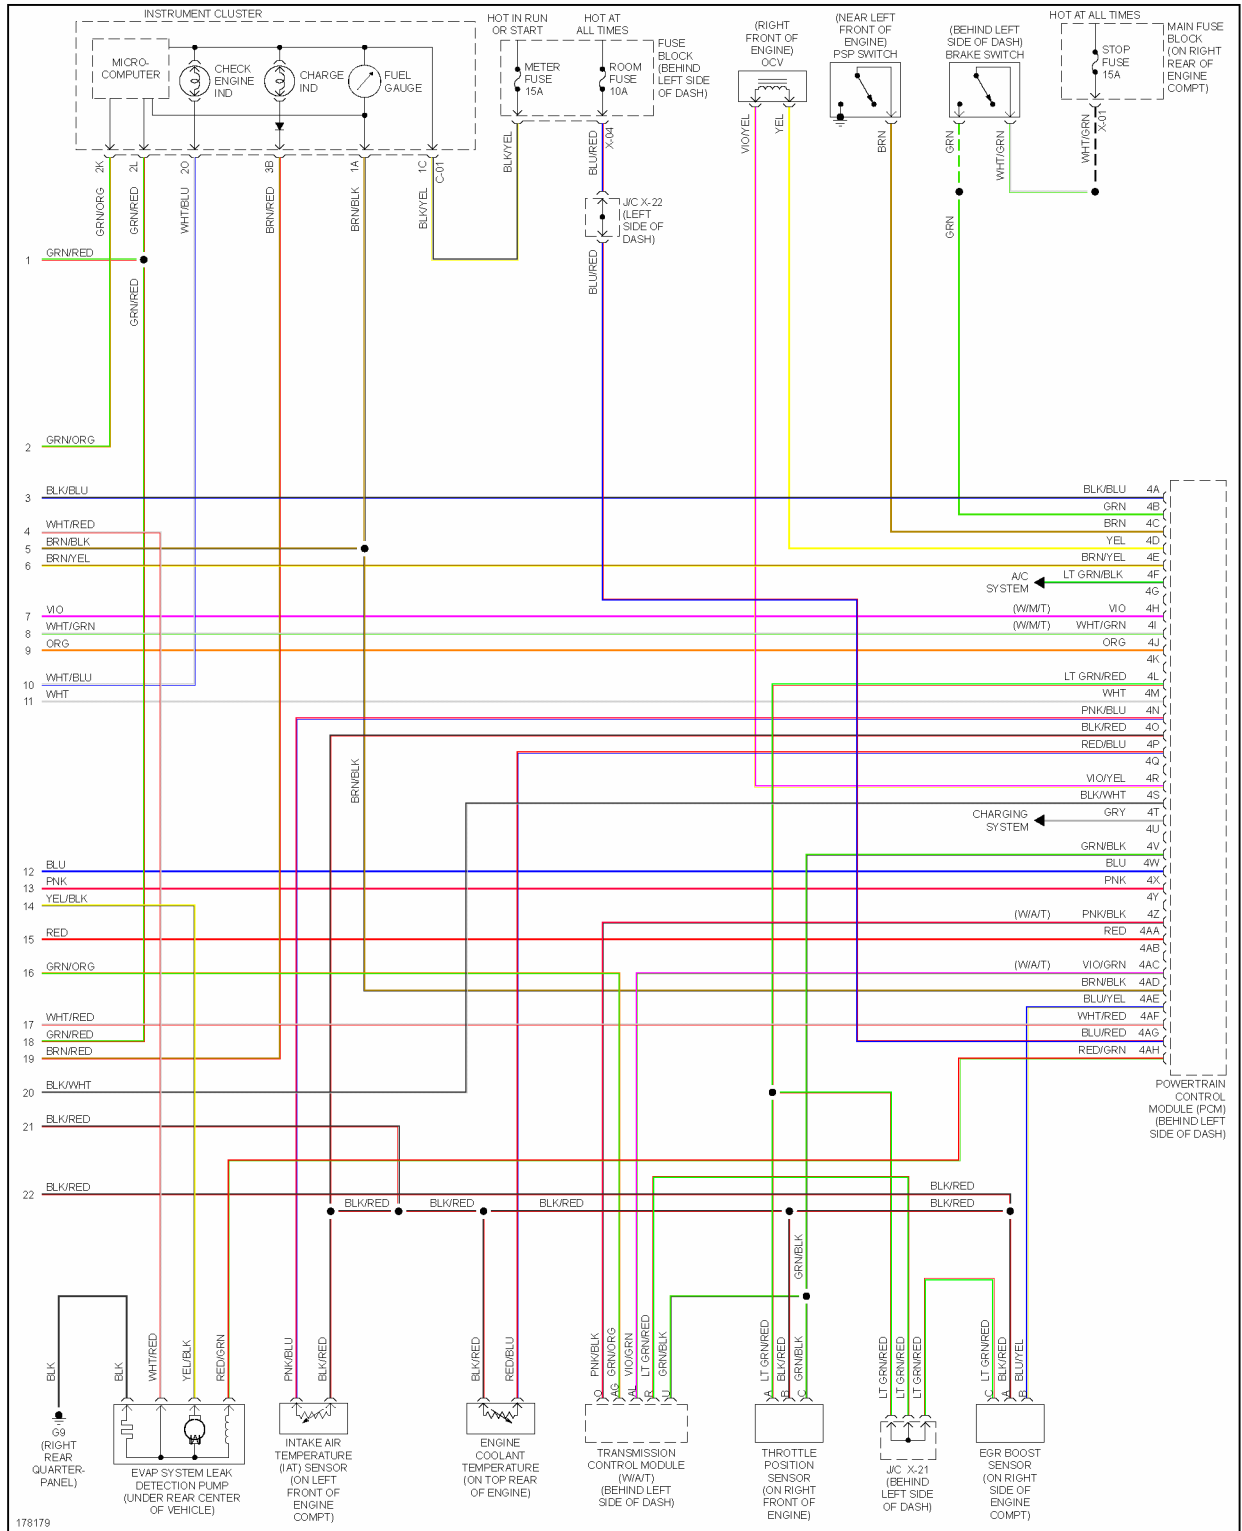 INSTRUMENT CLUSTER
MICRO-
COMPUTER
CHECK
ENGINE
IND
CHARGE
IND
FUEL
GAUGE
HOT IN RUN
OR START
HOT AT
ALL TIMES
METER
FUSE
15A
ROOM
FUSE
10A
FUSE
BLOCK
(BEHIND
LEFT SIDE
OF DASH)
(RIGHT
FRONT OF
ENGINE)
OCV
(NEAR LEFT
FRONT OF
ENGINE)
PSP SWITCH
(BEHIND LEFT
SIDE OF DASH)
BRAKE SWITCH
HOT AT ALL TIMES
STOP
FUSE
15A
MAIN FUSE
BLOCK
(ON RIGHT
REAR OF
ENGINE
COMPT)
2K
2L
2O
3B
1A
1C
C-01
X-04
X-01
GRN/ORG
GRN/RED
WHT/BLU
BRN/RED
BRN/BLK
BLK/YEL
BLK/YEL
BLU/RED
VIO/YEL
YEL
BRN
GRN
WHT/GRN
WHT/GRN
J/C X-22
(LEFT
SIDE OF
DASH)
GRN
BLU/RED
GRN/RED
1 GRN/RED
2 GRN/ORG
3 BLK/BLU
4 WHT/RED
5 BRN/BLK
6 BRN/YEL
7 VIO
8 WHT/GRN
9 ORG
10 WHT/BLU
11 WHT
BRN/BLK
12 BLU
13 PNK
14 YEL/BLK
15 RED
16 GRN/ORG
17 WHT/RED
18 GRN/RED
19 BRN/RED
20 BLK/WHT
21 BLK/RED
22 BLK/RED
BLK/BLU 4A
GRN 4B
BRN 4C
YEL 4D
BRN/YEL 4E
A/C
SYSTEM
LT GRN/BLK 4F
4G
(W/M/T) VIO 4H
(W/M/T) WHT/GRN 4I
ORG 4J
4K
LT GRN/RED 4L
WHT 4M
PNK/BLU 4N
BLK/RED 4O
RED/BLU 4P
4Q
VIO/YEL 4R
BLK/WHT 4S
CHARGING
SYSTEM
GRY 4T
4U
GRN/BLK 4V
BLU 4W
PNK 4X
4Y
(W/A/T) PNK/BLK 4Z
RED 4AA
4AB
(W/A/T) VIO/GRN 4AC
BRN/BLK 4AD
BLU/YEL 4AE
WHT/RED 4AF
BLU/RED 4AG
RED/GRN 4AH
POWERTRAIN
CONTROL
MODULE (PCM)
(BEHIND LEFT
SIDE OF DASH)
BLK/RED
BLK/RED
BLK/RED
BLK/RED
BLK/RED
GRN/BLK
BLK
BLK
WHT/RED
YEL/BLK
RED/GRN
PNK/BLU
BLK/RED
BLK/RED
RED/BLU
PNK/BLK
GRN/ORG
VIO/GRN
LT GRN/RED
GRN/BLK
LT GRN/RED
BLK/RED
GRN/BLK
LT GRN/RED
LT GRN/RED
LT GRN/RED
LT GRN/RED
BLK/RED
BLU/YEL
O
AG
AL
R
U
A
B
C
C
A
B
G9
(RIGHT
REAR
QUARTER-
PANEL)
EVAP SYSTEM LEAK
DETECTION PUMP
(UNDER REAR CENTER
OF VEHICLE)
INTAKE AIR
TEMPERATURE
(IAT) SENSOR
(ON LEFT
FRONT OF
ENGINE
COMPT)
ENGINE
COOLANT
TEMPERATURE
(ON TOP REAR
OF ENGINE)
TRANSMISSION
CONTROL MODULE
(W/A/T)
(BEHIND LEFT
SIDE OF DASH)
THROTTLE
POSITION
SENSOR
(ON RIGHT
FRONT OF
ENGINE)
J/C X-21
(BEHIND
LEFT SIDE
OF DASH)
EGR BOOST
SENSOR
(ON RIGHT
SIDE OF
ENGINE
COMPT)
178179